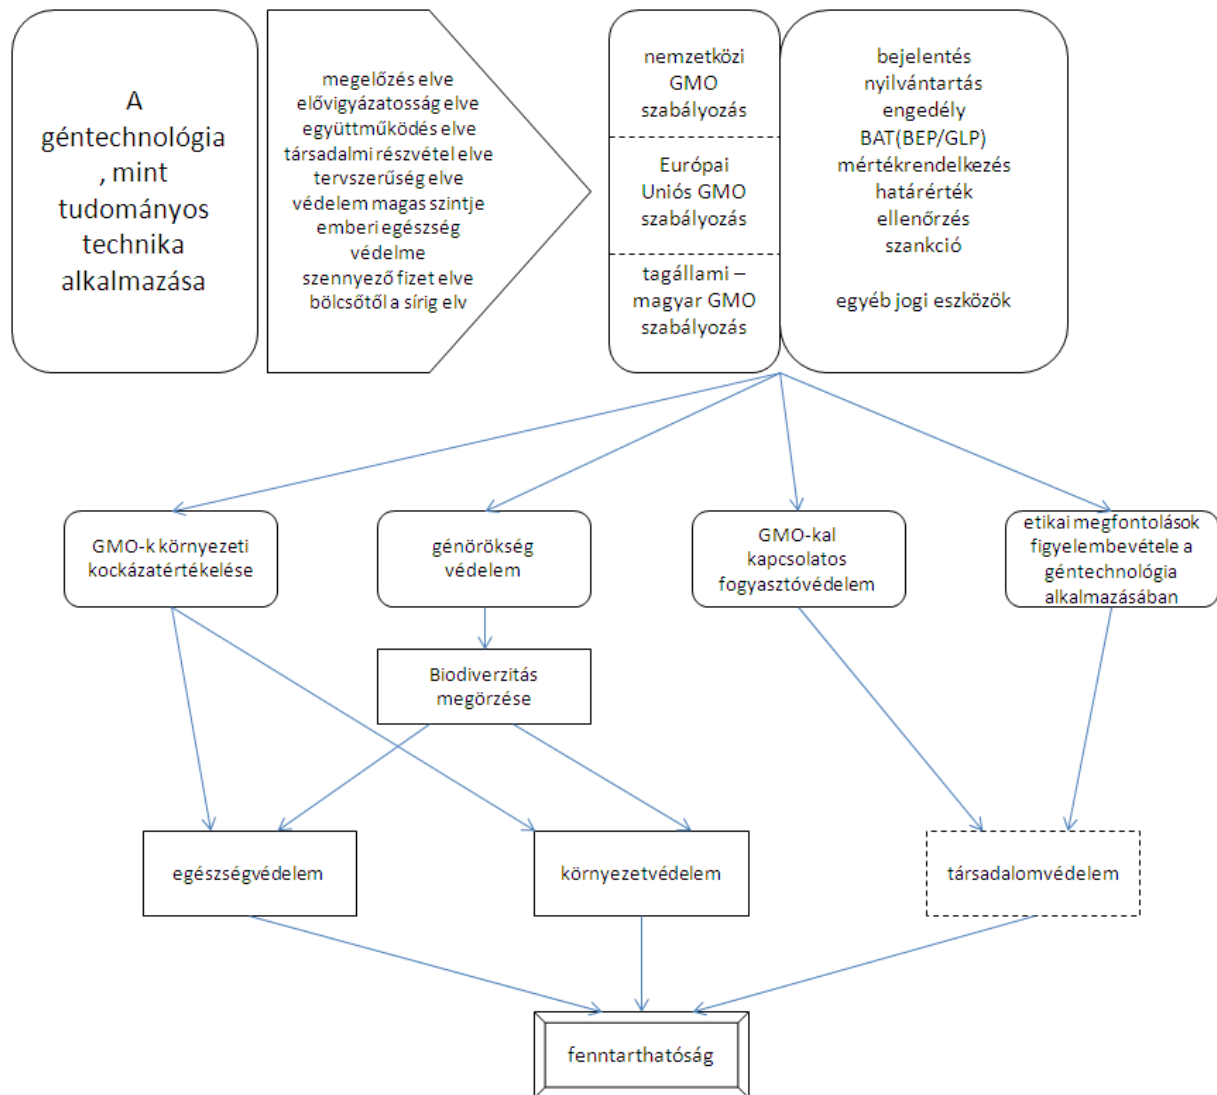 A
géntechnológia
, mint
tudományos
technika
alkalmazása
megelőzés elve
elővigyázatosság elve
együttműködés elve
társadalmi részvétel elve
tervszerűség elve
védelem magas szintje
emberi egészség
védelme
szennyező fizet elve
bölcsőtől a sírig elv
nemzetközi
GMO
szabályozás
Európai
Uniós GMO
szabályozás
tagállami –
magyar GMO
szabályozás
bejelentés
nyilvántartás
engedély
BAT(BEP/GLP)
mértékrendelkezés
határérték
ellenőrzés
szankció
egyéb jogi eszközök
GMO-k környezeti
kockázatértékelése
génörökség
védelem
GMO-kal
kapcsolatos
fogyasztóvédelem
etikai megfontolások
figyelembevétele a
géntechnológia
alkalmazásában
Biodiverzitás
megörzése
egészségvédelem
környezetvédelem
társadalomvédelem
fenntarthatóság